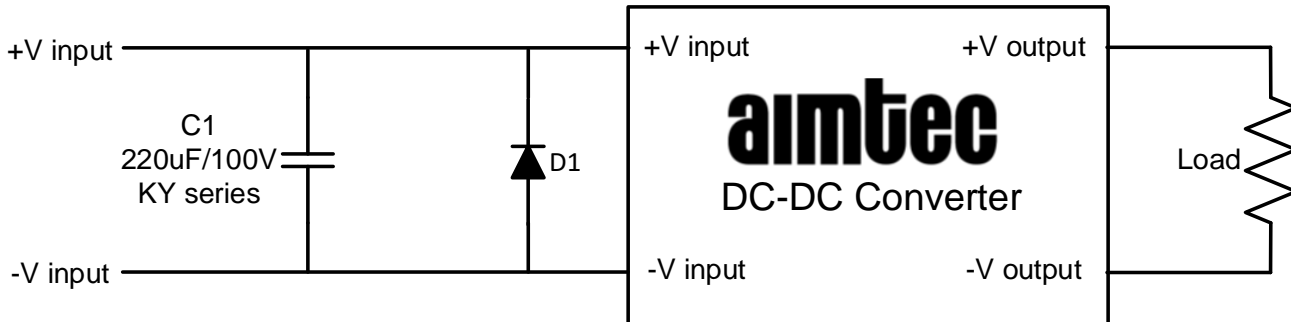 +V input
-V input
C1
220uF/100V
KY series
D1
+V input
-V input
aimtec
DC-DC Converter
+V output
-V output
Load